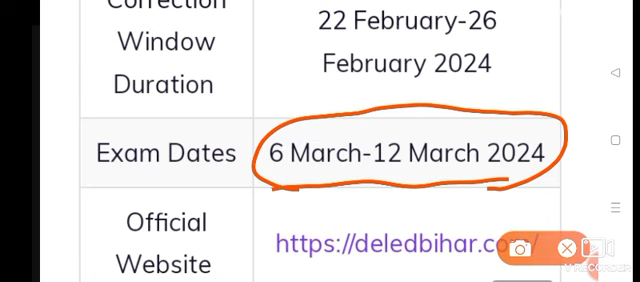 Correction
Window
Duration
22 February-26
February 2024
Exam Dates
6 March-12 March 2024
Official
Website
https://deledbihar.co
RECORDER